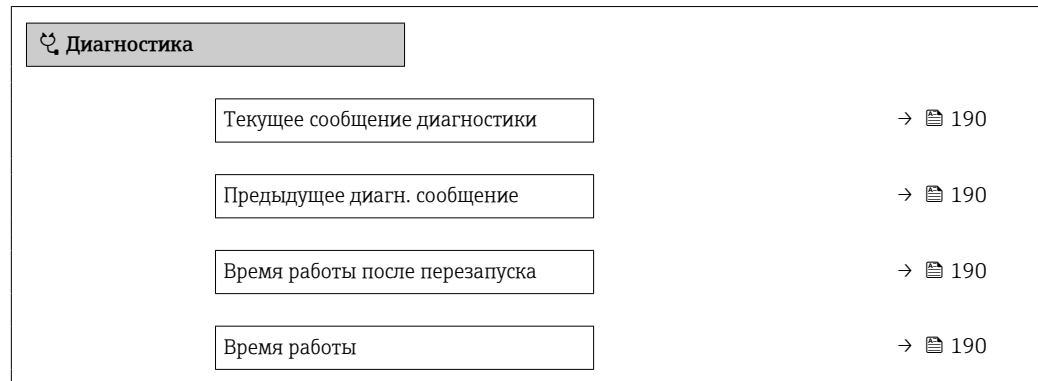 Диагностика
Текущее сообщение диагностики → 190
Предыдущее диагн. сообщение → 190
Время работы после перезапуска → 190
Время работы → 190